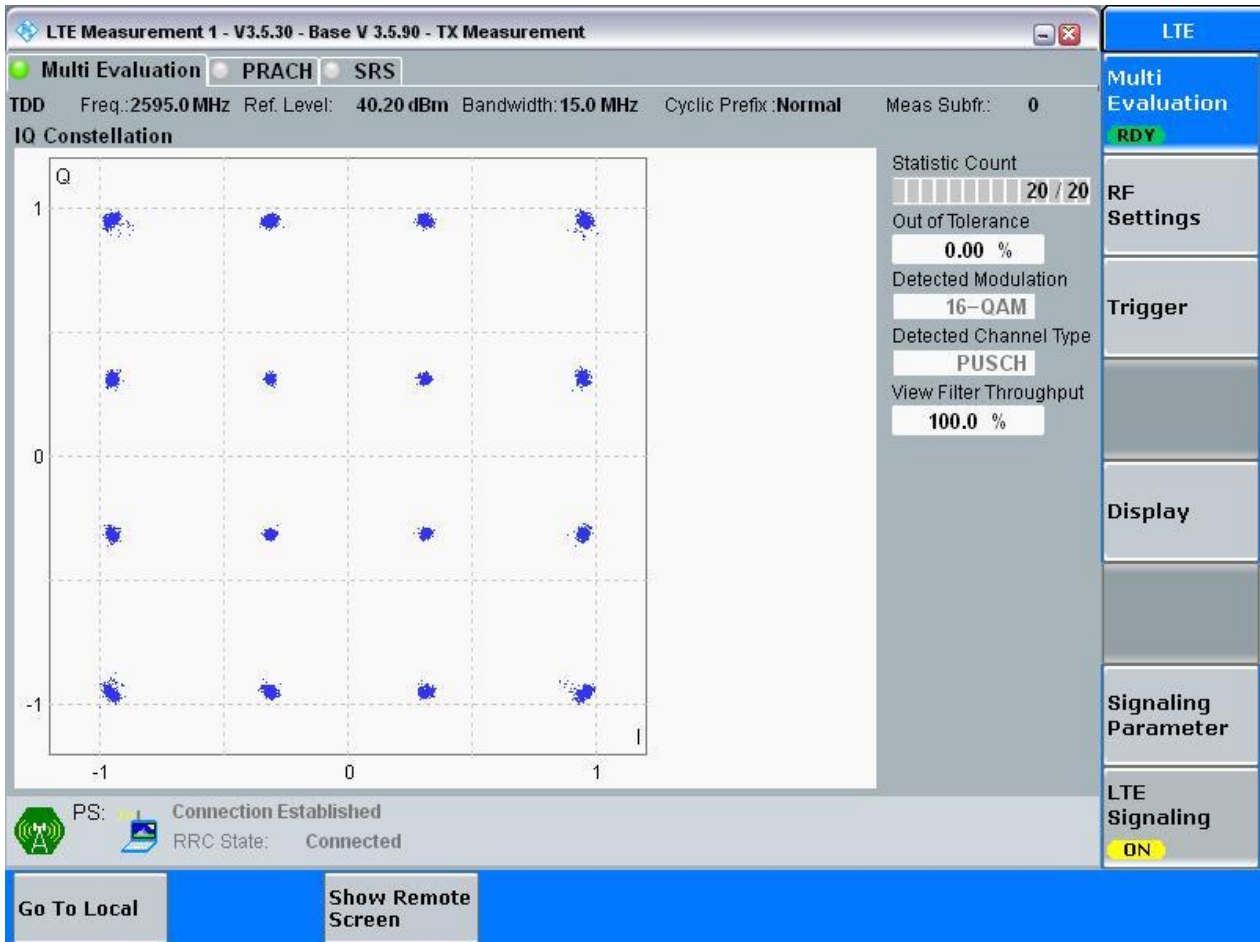 LTE Measurement 1 - V3.5.30 - Base V 3.5.90 - TX Measurement
LTE
Multi Evaluation PRACH SRS
TDD Freq.:2595.0 MHz Ref. Level: 40.20 dBm Bandwidth:15.0 MHz Cyclic Prefix :Normal Meas Subfr.: 0
IQ Constellation
Q
1
0
-1
I
-1 0 1
Statistic Count
20 / 20
Out of Tolerance
0.00 %
Detected Modulation
16-QAM
Detected Channel Type
PUSCH
View Filter Throughput
100.0 %
Multi
Evaluation
RDY
RF
Settings
Trigger
Display
Signaling
Parameter
LTE
Signaling
ON
PS: Connection Established
RRC State: Connected
Go To Local
Show Remote
Screen